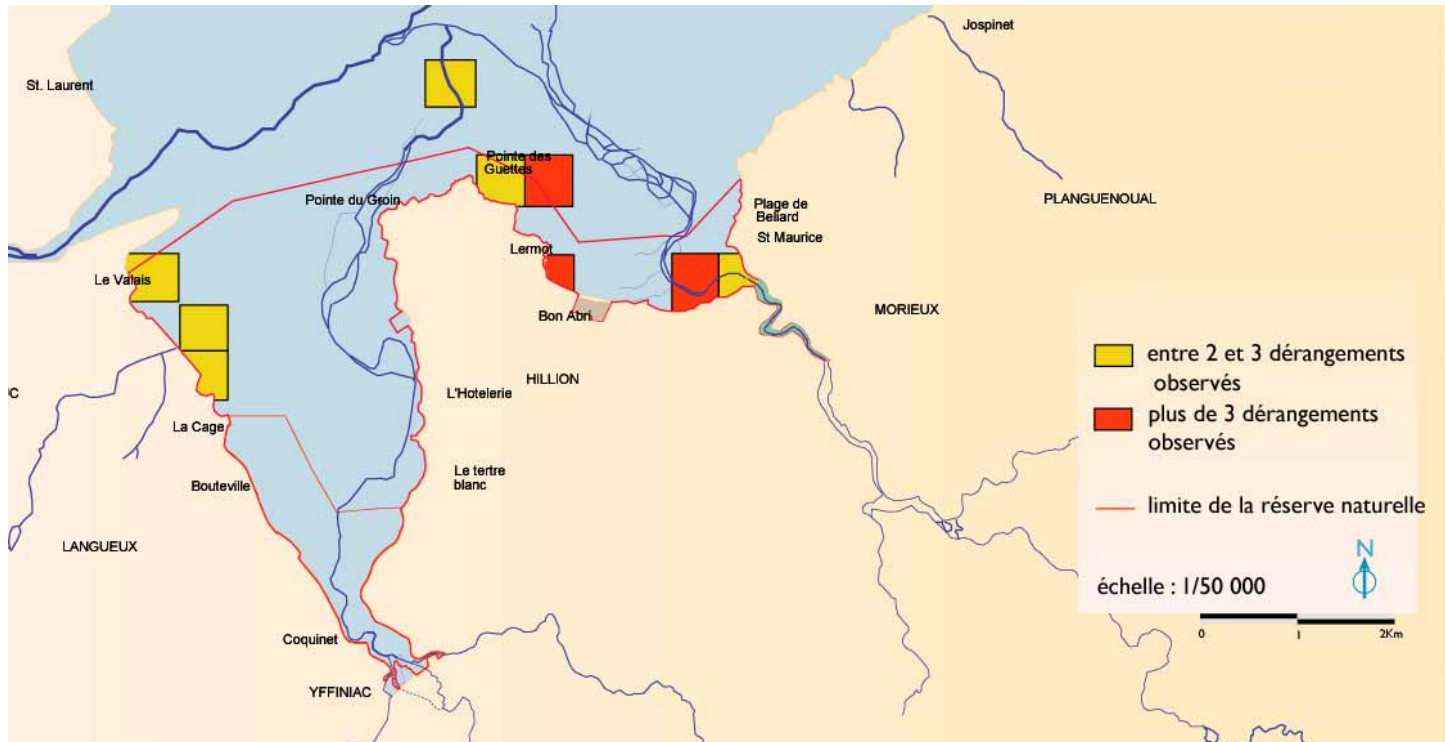 Jospinet
St. Laurent
Pointe des
Guettes
Pointe du Groin
Plage de
Bellard
PLANGUENOUAL
St Maurice
Lermot
Le Valais
Bon Abri
MORIEUX
HILLION
L'Hotelerie
La Cage
Le tertre
blanc
Bouteville
LANGUEUX
Coquinet
YFFINIAC
entre 2 et 3 dérangements
observés
plus de 3 dérangements
observés
limite de la réserve naturelle
N
échelle : 1/50 000
0 1 2Km